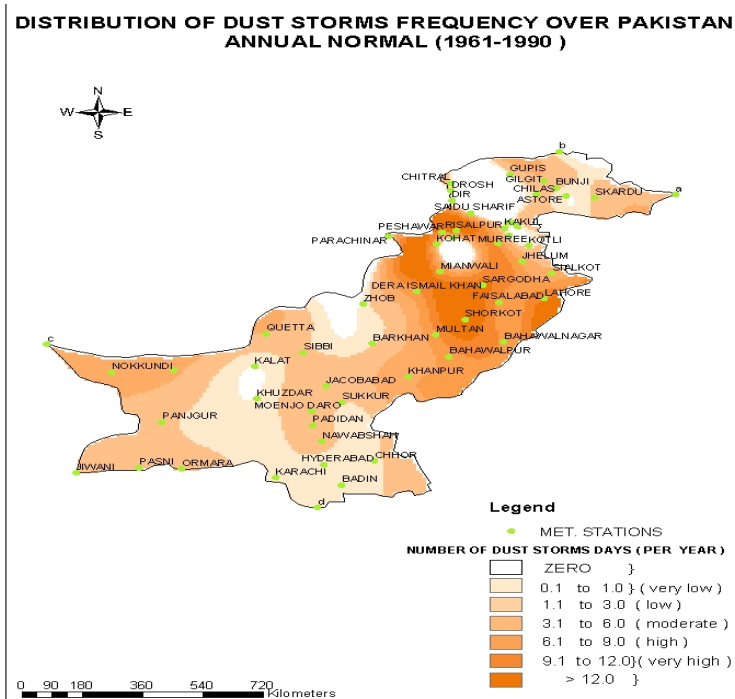 DISTRIBUTION OF DUST STORMS FREQUENCY OVER PAKISTAN
ANNUAL NORMAL (1961-1990 )
N
W E
S
b
GUPIS
CHITRAL
GILGIT
BUNJI
DROSH
CHILAS
DIR
ASTORE
SKARDU
a
SAIDU SHARIF
PESHAWAR
RISALPUR
KAKUL
PARACHINAR
KOHAT
MURREE
KOTLI
JHELUM
MIANWALI
SIALKOT
SARGODHA
DERA ISMAIL KHAN
FAISALABAD
LAHORE
ZHOB
SHORKOT
QUETTA
MULTAN
BAHAWALNAGAR
c
BARKHAN
SIBBI
BAHAWALPUR
NOKKUNDI
KALAT
KHANPUR
JACOBABAD
KHUZDAR
SUKKUR
MOENJO DARO
PANJGUR
PADIDAN
NAWABSHAH
HYDERABAD
CHHOR
JIWANI
PASNI
ORMARA
KARACHI
BADIN
d
Legend
MET. STATIONS
NUMBER OF DUST STORMS DAYS ( PER YEAR )
ZERO }
0.1 to 1.0 } ( very low )
1.1 to 3.0 ( low )
3.1 to 6.0 ( moderate )
6.1 to 9.0 ( high )
9.1 to 12.0}( very high )
> 12.0 }
0 90 180 360 540 720
Kilometers